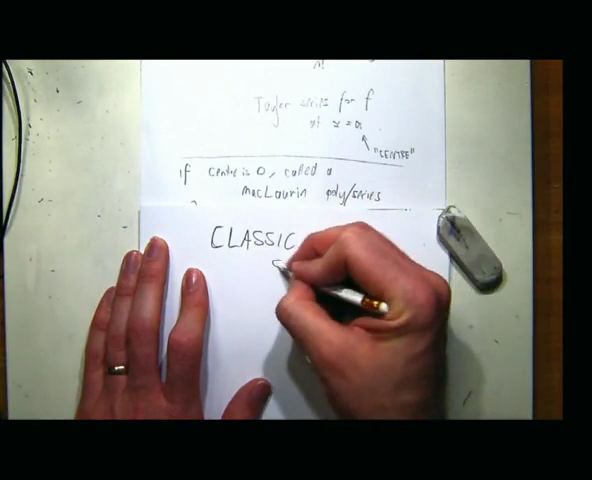 n!
Taylor series for f
at x=a
"CENTRE"
if centre is 0, called a
MacLaurin poly/series
CLASSIC